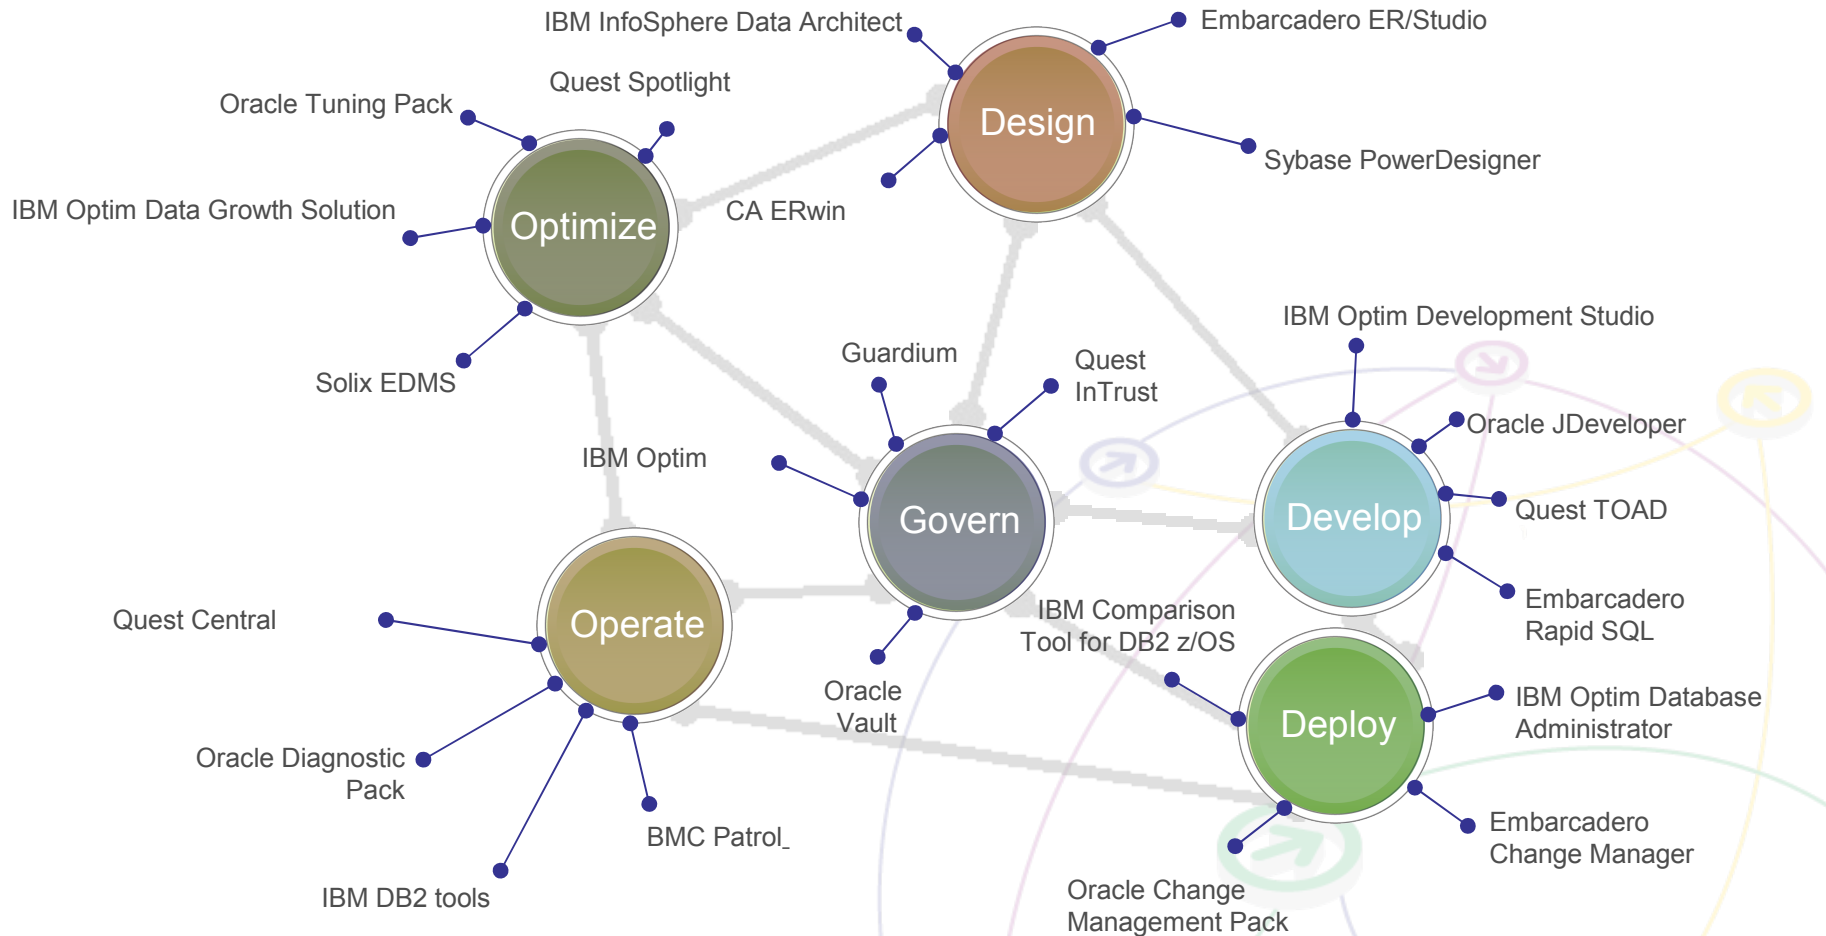 IBM InfoSphere Data Architect
Embarcadero ER/Studio
Quest Spotlight
Oracle Tuning Pack
Design
Sybase PowerDesigner
IBM Optim Data Growth Solution
CA ERwin
Optimize
IBM Optim Development Studio
Guardium
Quest
InTrust
Solix EDMS
Oracle JDeveloper
IBM Optim
Quest TOAD
Govern
Develop
IBM Comparison
Tool for DB2 z/OS
Embarcadero
Rapid SQL
Quest Central
Operate
Oracle
Vault
IBM Optim Database
Administrator
Deploy
Oracle Diagnostic
Pack
BMC Patrol_
Embarcadero
Change Manager
IBM DB2 tools
Oracle Change
Management Pack